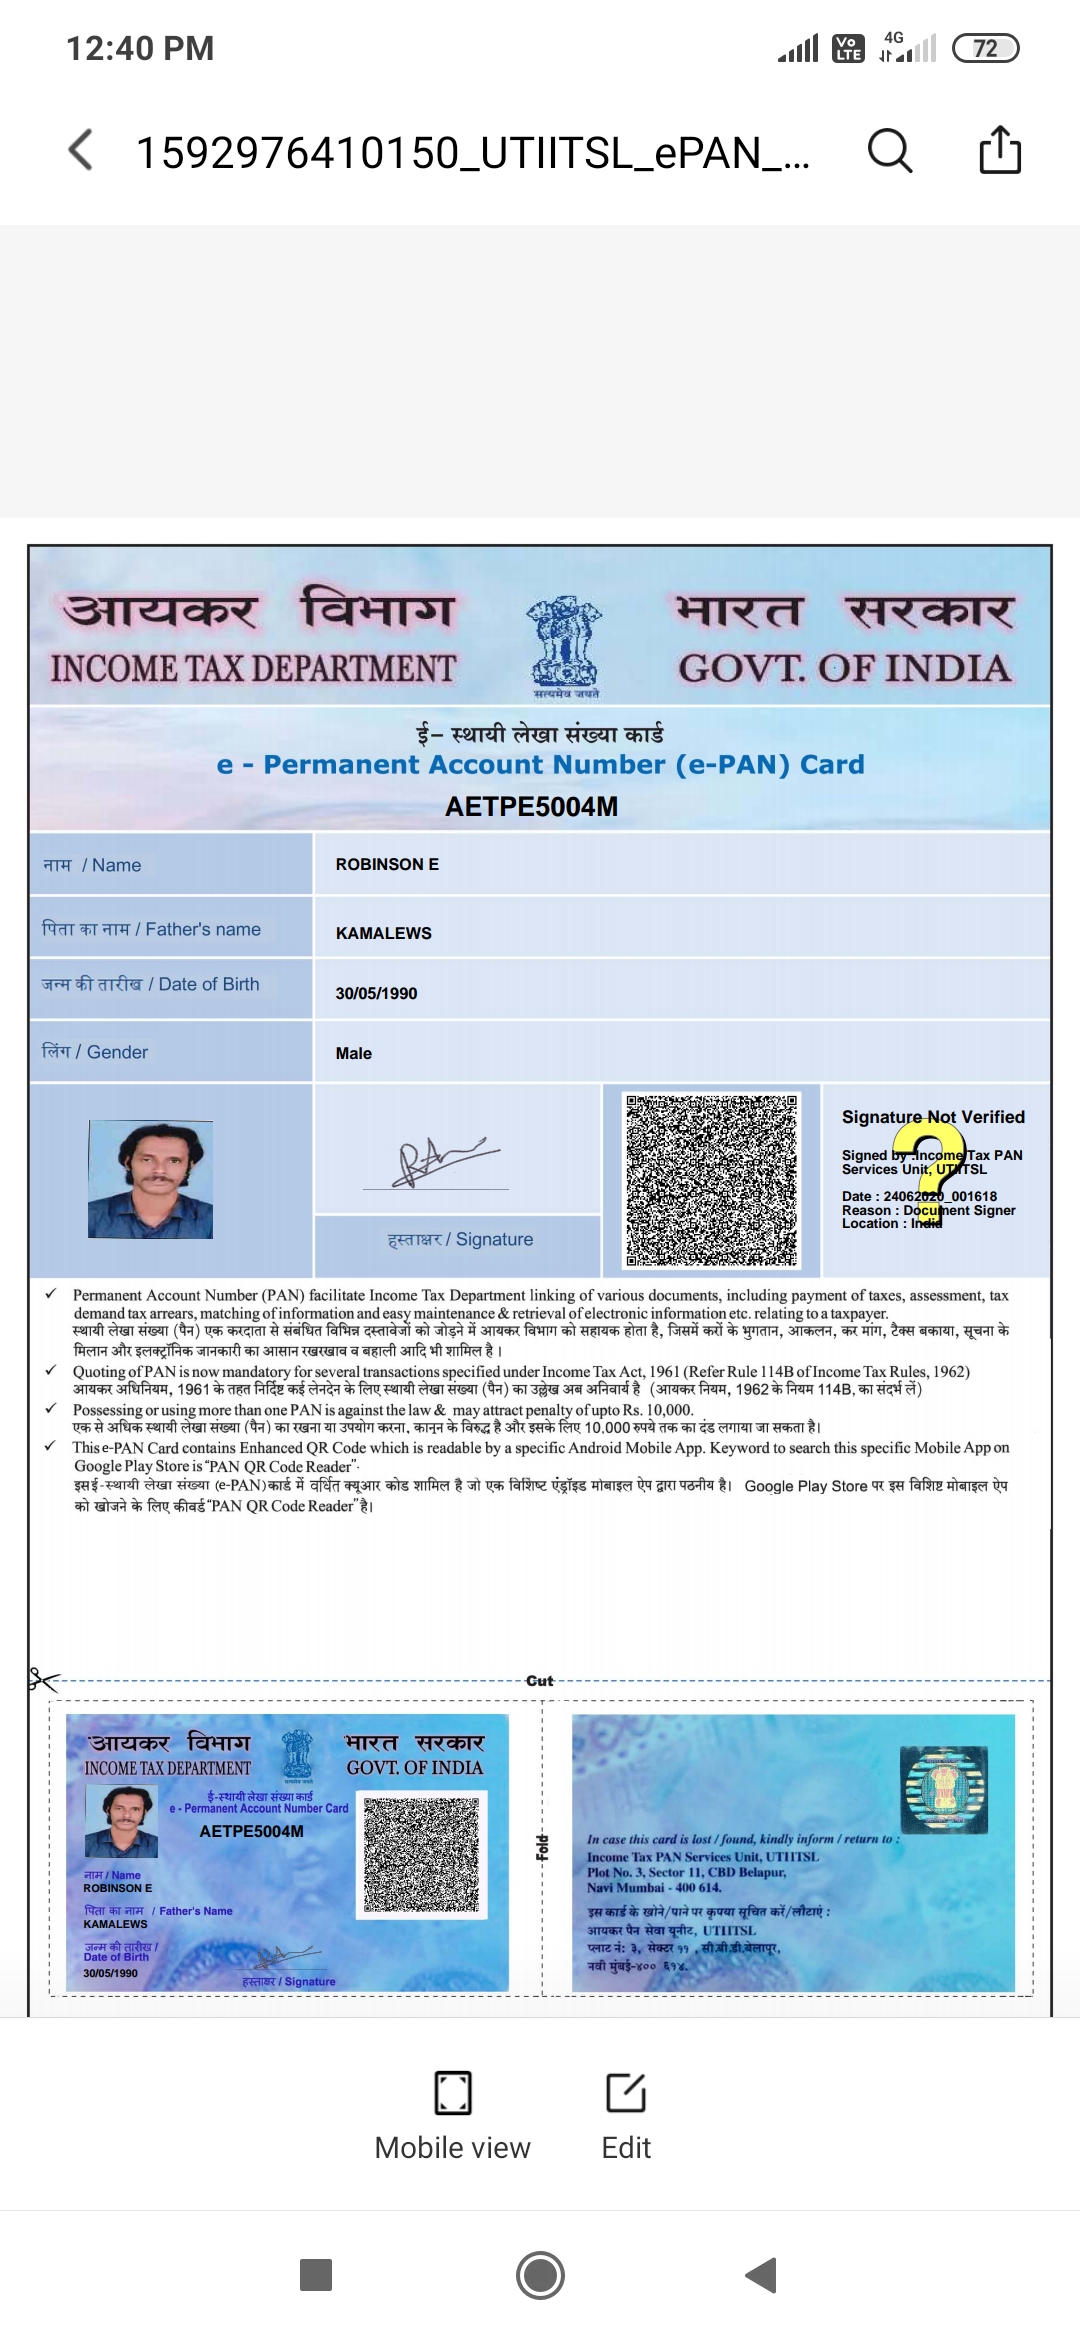 12:40 PM
Vo LTE 4G 72
1592976410150_UTIITSL_ePAN_...
आयकर विभाग भारत सरकार
INCOME TAX DEPARTMENT GOVT. OF INDIA
सत्यमेव जयते
ई– स्थायी लेखा संख्या कार्ड
e - Permanent Account Number (e-PAN) Card
AETPE5004M
नाम / Name ROBINSON E
पिता का नाम / Father's name KAMALEWS
जन्म की तारीख / Date of Birth 30/05/1990
लिंग / Gender Male
हस्ताक्षर / Signature
Signature Not Verified
Signed by :Income Tax PAN
Services Unit, UTIITSL
Date : 24062020_001618
Reason : Document Signer
Location : India
Permanent Account Number (PAN) facilitate Income Tax Department linking of various documents, including payment of taxes, assessment, tax
demand tax arrears, matching of information and easy maintenance & retrieval of electronic information etc. relating to a taxpayer.
स्थायी लेखा संख्या (पैन) एक करदाता से संबंधित विभिन्न दस्तावेजों को जोड़ने में आयकर विभाग को सहायक होता है, जिसमें करों के भुगतान, आकलन, कर मांग, टैक्स बकाया, सूचना के
मिलान और इलक्ट्रॉनिक जानकारी का आसान रखरखाव व बहाली आदि भी शामिल है ।
Quoting of PAN is now mandatory for several transactions specified under Income Tax Act, 1961 (Refer Rule 114B of Income Tax Rules, 1962)
आयकर अधिनियम, 1961 के तहत निर्दिष्ट कई लेनदेन के लिए स्थायी लेखा संख्या (पैन) का उल्लेख अब अनिवार्य है (आयकर नियम, 1962 के नियम 114B, का संदर्भ लें)
Possessing or using more than one PAN is against the law & may attract penalty of upto Rs. 10,000.
एक से अधिक स्थायी लेखा संख्या (पैन) का रखना या उपयोग करना, कानून के विरुद्ध है और इसके लिए 10,000 रुपये तक का दंड लगाया जा सकता है।
This e-PAN Card contains Enhanced QR Code which is readable by a specific Android Mobile App. Keyword to search this specific Mobile App on
Google Play Store is "PAN QR Code Reader".
इस ई-स्थायी लेखा संख्या (e-PAN) कार्ड में वर्धित क्यूआर कोड शामिल है जो एक विशिष्ट एंड्रॉइड मोबाइल ऐप द्वारा पठनीय है। Google Play Store पर इस विशिष्ट मोबाइल ऐप
को खोजने के लिए कीवर्ड "PAN QR Code Reader" है।
Cut
आयकर विभाग भारत सरकार
INCOME TAX DEPARTMENT GOVT. OF INDIA
सत्यमेव जयते
ई-स्थायी लेखा संख्या कार्ड
e - Permanent Account Number Card
AETPE5004M
नाम / Name
ROBINSON E
पिता का नाम / Father's Name
KAMALEWS
जन्म की तारीख /
Date of Birth
30/05/1990
हस्ताक्षर / Signature
Fold
In case this card is lost / found, kindly inform / return to :
Income Tax PAN Services Unit, UTIITSL
Plot No. 3, Sector 11, CBD Belapur,
Navi Mumbai - 400 614.
इस कार्ड के खोने/पाने पर कृपया सूचित करें/लौटाएं :
आयकर पैन सेवा यूनीट, UTIITSL
प्लाट नं: ३, सेक्टर ११ , सी.बी.डी.बेलापूर,
नवी मुंबई-४०० ६१४.
Mobile view Edit